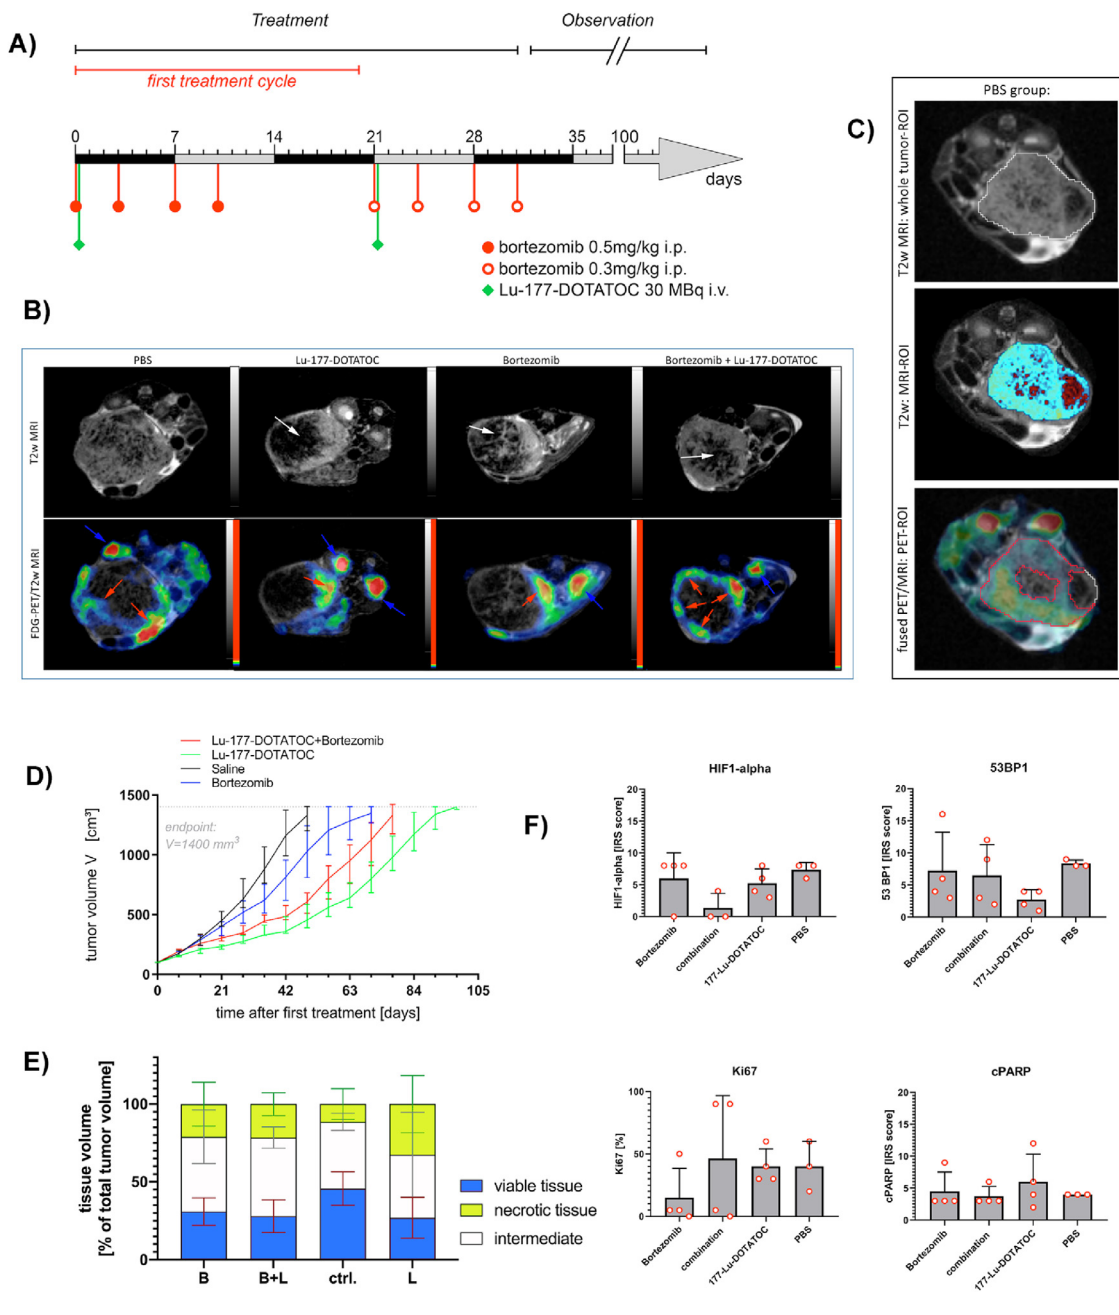 A)
Treatment
Observation
first treatment cycle
0 7 14 21 28 35 100
days
bortezomib 0.5mg/kg i.p.
bortezomib 0.3mg/kg i.p.
Lu-177-DOTATOC 30 MBq i.v.
B)
PBS
Lu-177-DOTATOC
Bortezomib
Bortezomib + Lu-177-DOTATOC
T2w MRI
FDG-PET/T2w MRI
C)
PBS group:
T2w MRI: whole tumor-ROI
T2w: MRI-ROI
fused PET/MRI: PET-ROI
D)
Lu-177-DOTATOC+Bortezomib
Lu-177-DOTATOC
Saline
Bortezomib
tumor volume V [cm³]
1500
1000
500
0
endpoint:
V=1400 mm³
0 21 42 63 84 105
time after first treatment [days]
E)
tissue volume
[% of total tumor volume]
100
50
0
B B+L ctrl. L
viable tissue
necrotic tissue
intermediate
F)
HIF1-alpha
HIF1-alpha [IRS score]
20
15
10
5
0
Bortezomib
combination
177-Lu-DOTATOC
PBS
53BP1
53 BP1 [IRS score]
20
15
10
5
0
Bortezomib
combination
177-Lu-DOTATOC
PBS
Ki67
Ki67 [%]
100
50
0
Bortezomib
combination
177-Lu-DOTATOC
PBS
cPARP
cPARP [IRS score]
20
15
10
5
0
Bortezomib
combination
177-Lu-DOTATOC
PBS